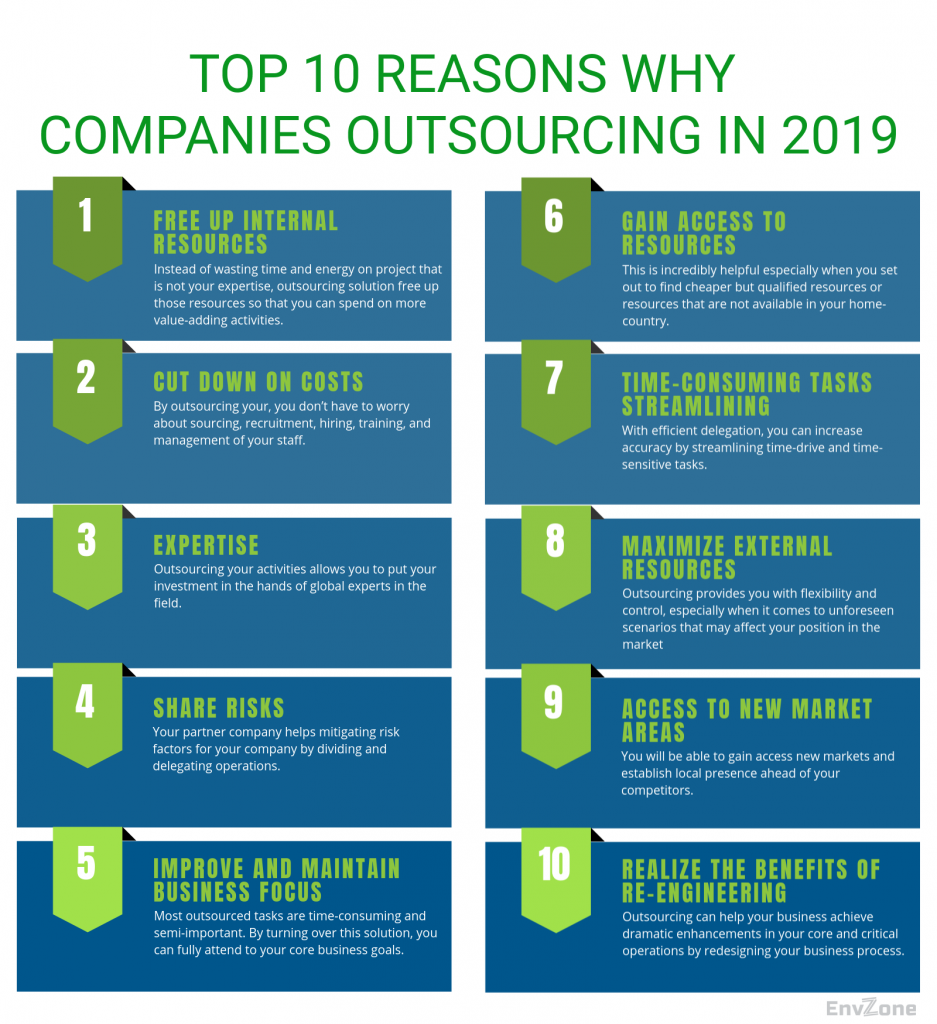 TOP 10 REASONS WHY
COMPANIES OUTSOURCING IN 2019
1
FREE UP INTERNAL
RESOURCES
Instead of wasting time and energy on project that
is not your expertise, outsourcing solution free up
those resources so that you can spend on more
value-adding activities.
2
CUT DOWN ON COSTS
By outsourcing your, you don’t have to worry
about sourcing, recruitment, hiring, training, and
management of your staff.
3
EXPERTISE
Outsourcing your activities allows you to put your
investment in the hands of global experts in the
field.
4
SHARE RISKS
Your partner company helps mitigating risk
factors for your company by dividing and
delegating operations.
5
IMPROVE AND MAINTAIN
BUSINESS FOCUS
Most outsourced tasks are time-consuming and
semi-important. By turning over this solution, you
can fully attend to your core business goals.
6
GAIN ACCESS TO
RESOURCES
This is incredibly helpful especially when you set
out to find cheaper but qualified resources or
resources that are not available in your home-
country.
7
TIME-CONSUMING TASKS
STREAMLINING
With efficient delegation, you can increase
accuracy by streamlining time-drive and time-
sensitive tasks.
8
MAXIMIZE EXTERNAL
RESOURCES
Outsourcing provides you with flexibility and
control, especially when it comes to unforeseen
scenarios that may affect your position in the
market
9
ACCESS TO NEW MARKET
AREAS
You will be able to gain access new markets and
establish local presence ahead of your
competitors.
10
REALIZE THE BENEFITS OF
RE-ENGINEERING
Outsourcing can help your business achieve
dramatic enhancements in your core and critical
operations by redesigning your business process.
EnvZone